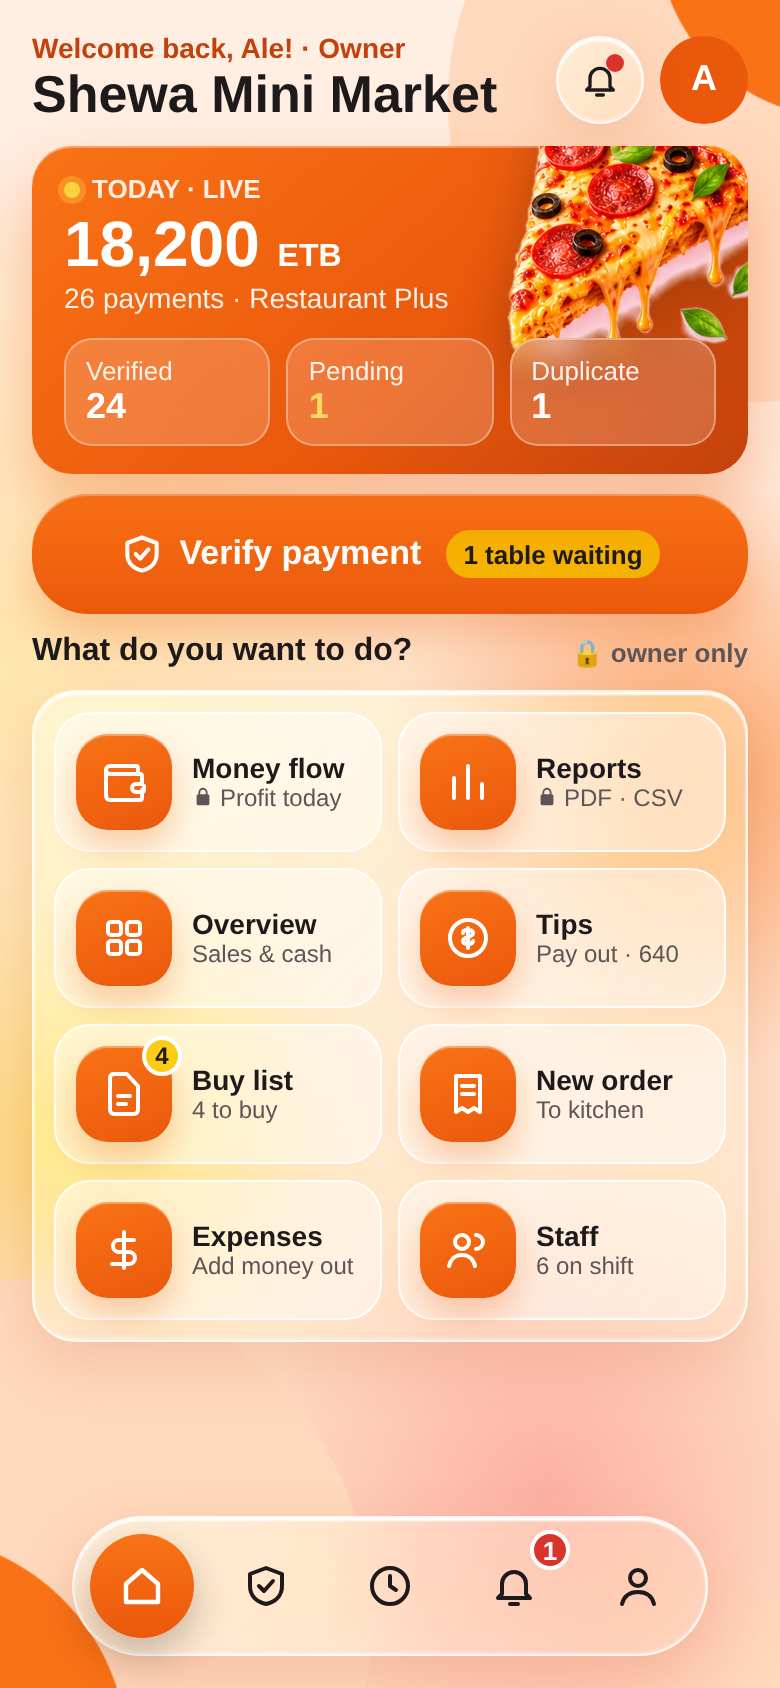 Welcome back, Ale! · Owner
Shewa Mini Market
A
TODAY · LIVE
18,200 ETB
26 payments · Restaurant Plus
Verified
24
Pending
1
Duplicate
1
Verify payment
1 table waiting
What do you want to do?
🔒 owner only
Money flow
Profit today
Reports
PDF · CSV
Overview
Sales & cash
Tips
Pay out · 640
4
Buy list
4 to buy
New order
To kitchen
Expenses
Add money out
Staff
6 on shift
1